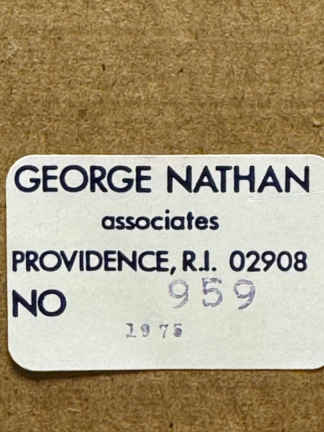 GEORGE NATHAN
associates
PROVIDENCE, R.I. 02908
NO 959
1975